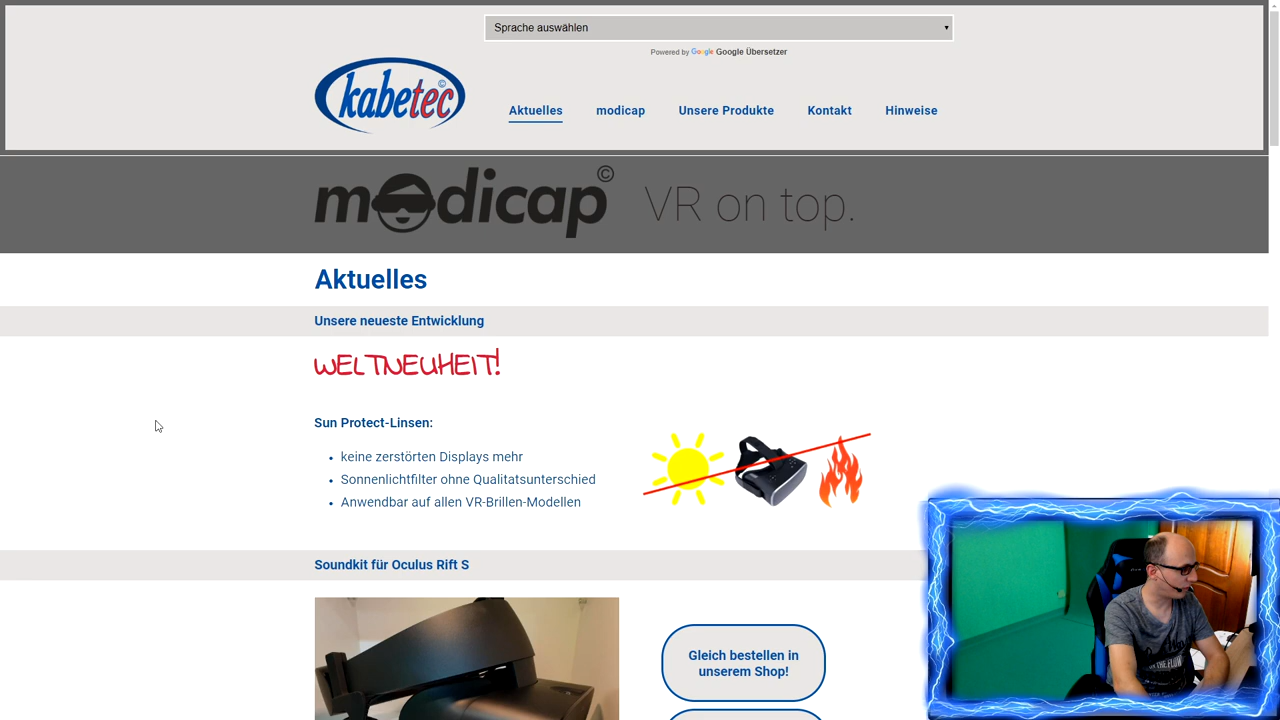 Sprache auswählen
Powered by Google Google Übersetzer
kabetec©
Aktuelles modicap Unsere Produkte Kontakt Hinweise
modicap© VR on top.
Aktuelles
Unsere neueste Entwicklung
WELTNEUHEIT!
Sun Protect-Linsen:
• keine zerstörten Displays mehr
• Sonnenlichtfilter ohne Qualitatsunterschied
• Anwendbar auf allen VR-Brillen-Modellen
Soundkit für Oculus Rift S
Gleich bestellen in
unserem Shop!